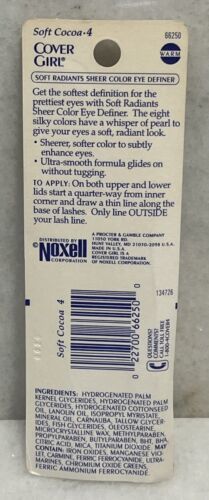 Soft Cocoa • 4
66250
COVER
GIRL®
WARM
SOFT RADIANTS SHEER COLOR EYE DEFINER
Get the softest definition for the
prettiest eyes with Soft Radiants
Sheer Color Eye Definer. The eight
silky colors have a whisper of pearl to
give your eyes a soft, radiant look.
• Sheerer, softer color to subtly
enhance eyes.
• Ultra-smooth formula glides on
without tugging.
TO APPLY: On both upper and lower
lids start a quarter-way from inner
corner and draw a thin line along the
base of lashes. Only line OUTSIDE
your lash line.
DISTRIBUTED BY
Noxell
CORPORATION
A PROCTER & GAMBLE COMPANY
11050 YORK RD.
HUNT VALLEY, MD 21030-2098 U.S.A.
MADE IN U.S.A.
COVER GIRL IS A
REGISTERED TRADEMARK
OF NOXELL CORPORATION.
134726
Soft Cocoa 4
0 22700 66250 0
QUESTIONS?
COMMENTS?
CALL
INGREDIENTS: HYDROGENATED PALM
KERNEL GLYCERIDES, HYDROGENATED PALM
GLYCERIDES, HYDROGENATED COTTONSEED
OIL, LANOLIN OIL, ISOPROPYL MYRISTATE,
MINERAL OIL, CARNAUBA, TALLOW GLYCER-
IDES, FISH GLYCERIDES, OLEOSTEARINE,
MICROCRYSTALLINE WAX, METHYLPARABEN,
PROPYLPARABEN, BUTYLPARABEN, BHT, BHA,
CITRIC ACID, MICA, TITANIUM DIOXIDE. MAY
CONTAIN: IRON OXIDES, MANGANESE VIO-
MARINES, CHROMIUM OXIDE GREENS,
FERRIC AMMONIUM FERROCYANIDE.